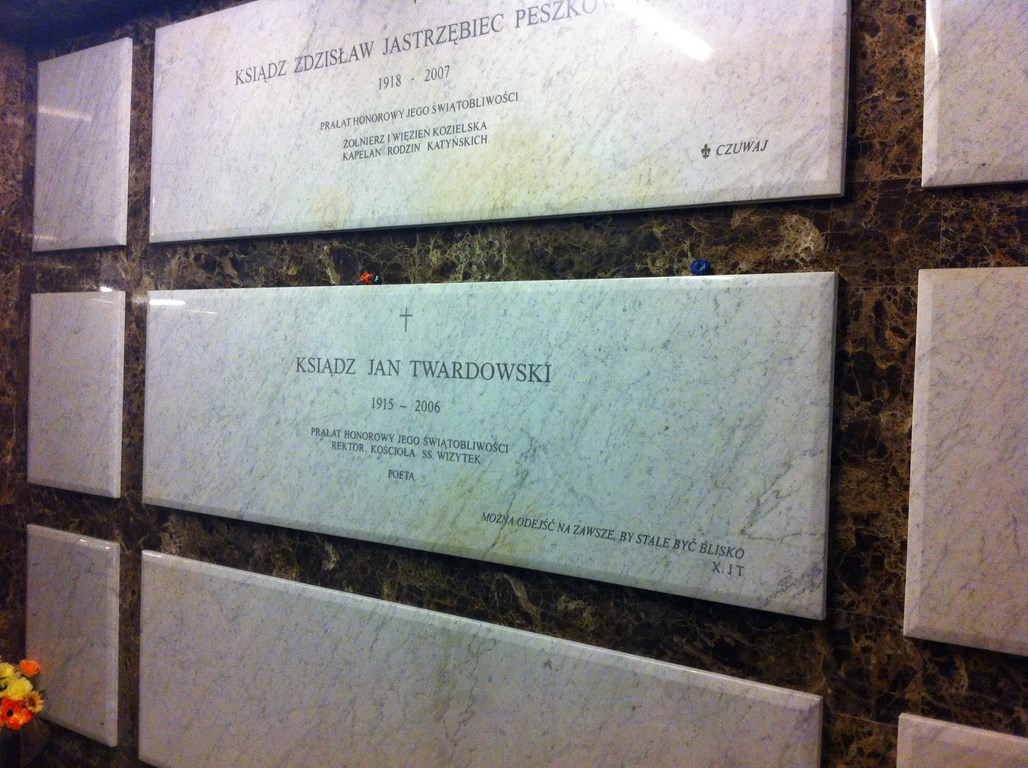 KSIĄDZ ZDZISŁAW JASTRZĘBIEC
1918 - 2007
PRAŁAT HONOROWY JEGO ŚWIĄTOBLIWOŚCI
ŻOŁNIERZ I WIĘZIEŃ KOZIELSKA
KAPELAN RODZIN KATYŃSKICH
CZUWAJ
KSIĄDZ JAN TWARDOWSKI
1915 – 2006
PRAŁAT HONOROWY JEGO ŚWIĄTOBLIWOŚCI
REKTOR KOŚCIOŁA SS. WIZYTEK
POETA
MOŻNA ODEJŚĆ NA ZAWSZE, BY STALE BYĆ BLISKO
X. J T